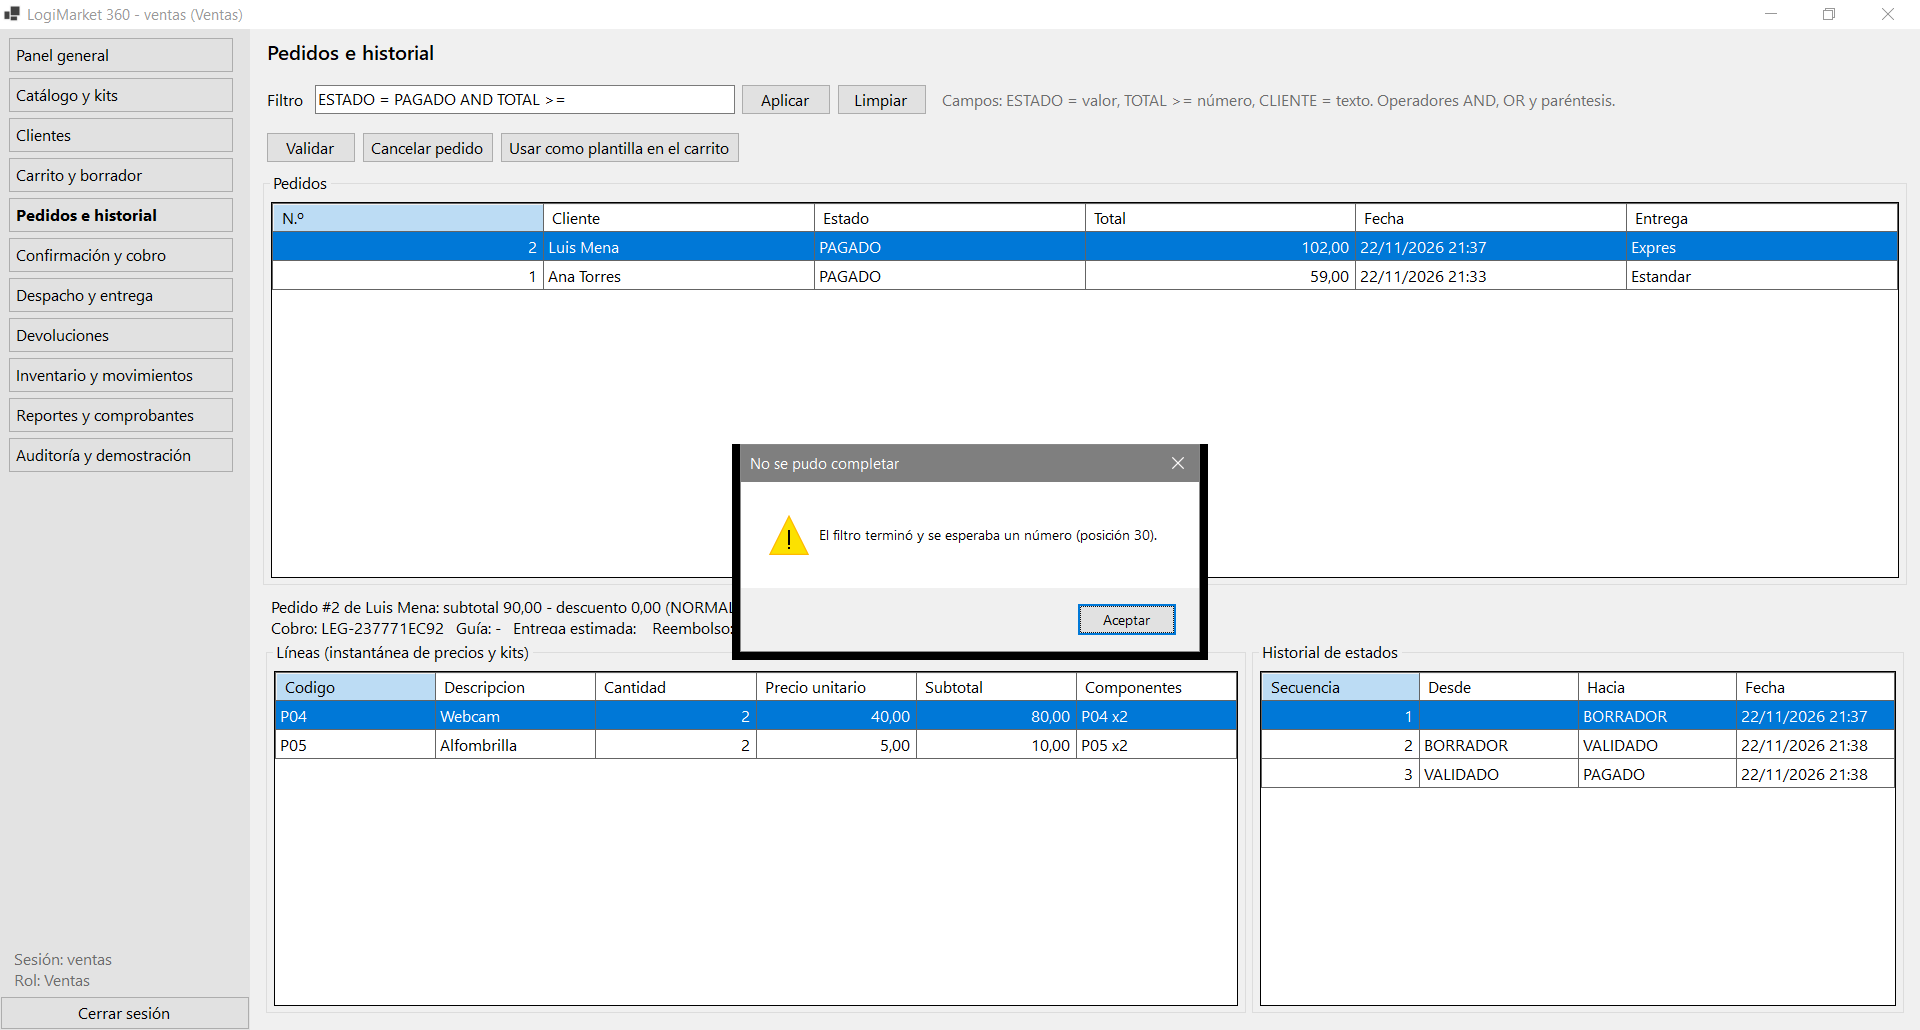 LogiMarket 360 - ventas (Ventas)
Panel general
Catálogo y kits
Clientes
Carrito y borrador
Pedidos e historial
Confirmación y cobro
Despacho y entrega
Devoluciones
Inventario y movimientos
Reportes y comprobantes
Auditoría y demostración
Sesión: ventas
Rol: Ventas
Cerrar sesión
Pedidos e historial
Filtro ESTADO = PAGADO AND TOTAL >= Aplicar Limpiar Campos: ESTADO = valor, TOTAL >= número, CLIENTE = texto. Operadores AND, OR y paréntesis.
Validar Cancelar pedido Usar como plantilla en el carrito
Pedidos
N.º Cliente Estado Total Fecha Entrega
2 Luis Mena PAGADO 102,00 22/11/2026 21:37 Expres
1 Ana Torres PAGADO 59,00 22/11/2026 21:33 Estandar
No se pudo completar
El filtro terminó y se esperaba un número (posición 30).
Aceptar
Pedido #2 de Luis Mena: subtotal 90,00 - descuento 0,00 (NORMAL
Cobro: LEG-237771EC92 Guía: - Entrega estimada: Reembolso:
Líneas (instantánea de precios y kits)
Codigo Descripcion Cantidad Precio unitario Subtotal Componentes
P04 Webcam 2 40,00 80,00 P04 x2
P05 Alfombrilla 2 5,00 10,00 P05 x2
Historial de estados
Secuencia Desde Hacia Fecha
1 BORRADOR 22/11/2026 21:37
2 BORRADOR VALIDADO 22/11/2026 21:38
3 VALIDADO PAGADO 22/11/2026 21:38